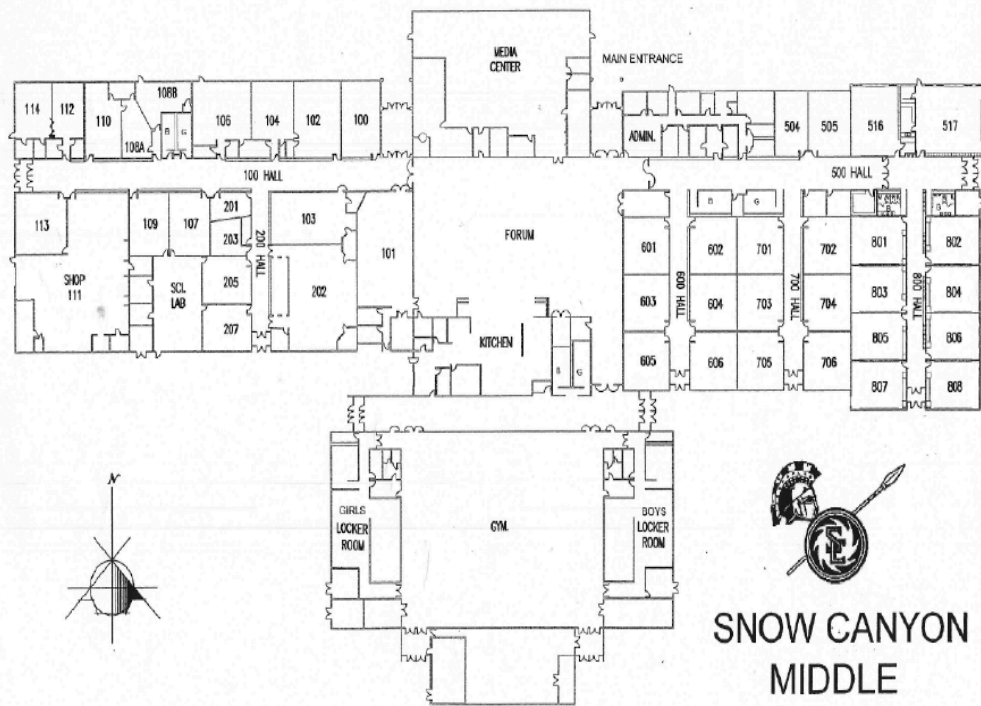 MEDIA
CENTER
MAIN ENTRANCE
114
112
110
108B
108A
B
G
106
104
102
100
ADMIN.
504
505
516
517
100 HALL
500 HALL
113
109
107
201
203
200 HALL
103
101
FORUM
SHOP
111
SCI.
LAB
205
207
202
KITCHEN
B
G
B
G
601
602
701
702
801
802
600 HALL
700 HALL
800 HALL
603
604
703
704
803
804
605
606
705
706
805
806
807
808
N
GIRLS
LOCKER
ROOM
GYM.
BOYS
LOCKER
ROOM
SC
SNOW CANYON
MIDDLE